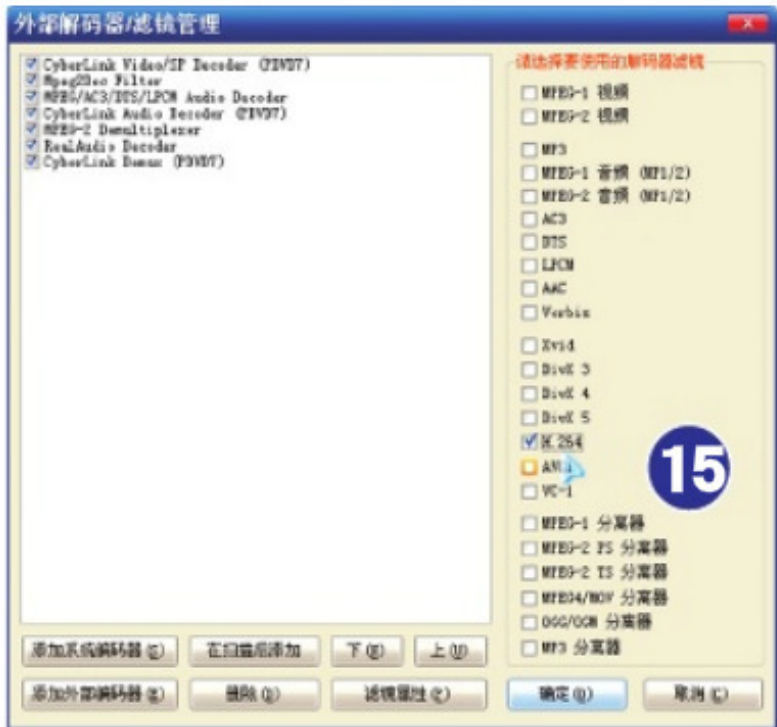 外部解码器/滤镜管理
CyberLink Video/SP Decoder (PDVD7)
Mpeg2Dec Filter
MPEG/AC3/DTS/LPCM Audio Decoder
CyberLink Audio Decoder (PDVD7)
MPEG-2 Demultiplexer
RealAudio Decoder
CyberLink Demux (PDVD7)
请选择要使用的解码器滤镜
MPEG-1 视频
MPEG-2 视频
MP3
MPEG-1 音频 (MP1/2)
MPEG-2 音频 (MP1/2)
AC3
DTS
LPCM
AAC
Vorbis
Xvid
DivX 3
DivX 4
DivX 5
H.264
VC-1
15
MPEG-1 分离器
MPEG-2 PS 分离器
MPEG-2 TS 分离器
MPEG4/MOV 分离器
OGG/OGM 分离器
MP3 分离器
添加系统解码器
在扫描后添加
下
上
添加外部解码器
删除
滤镜属性
确定
取消